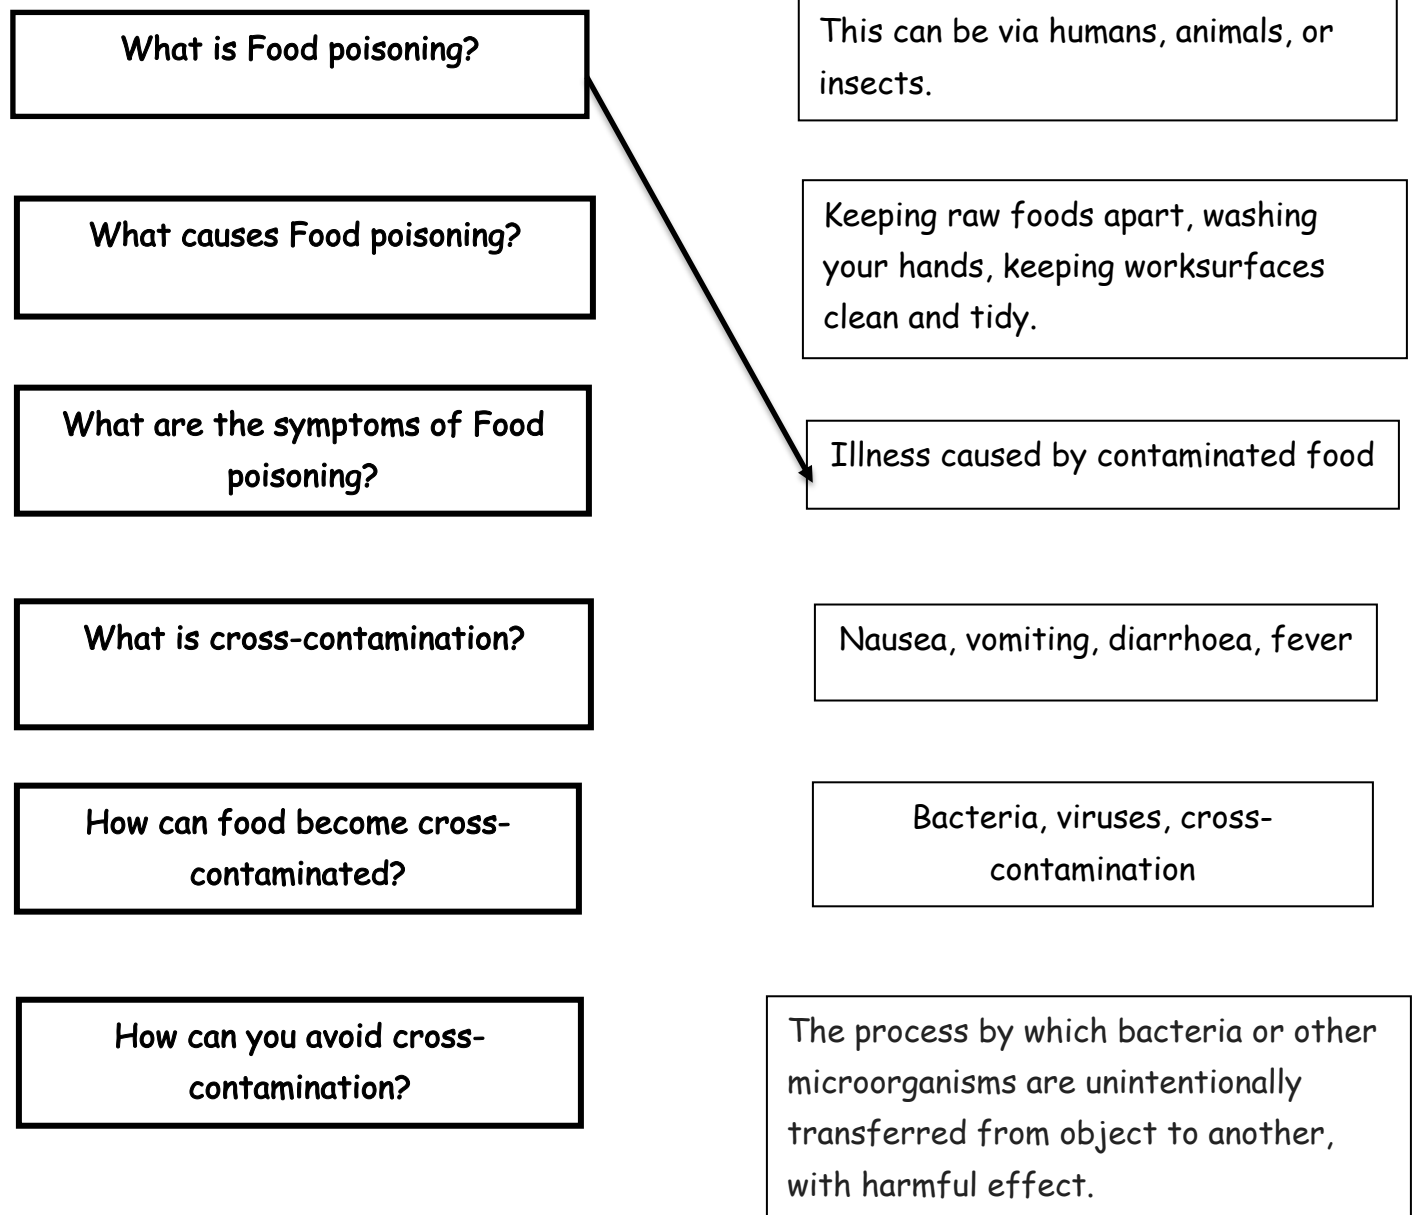 What is Food poisoning?
This can be via humans, animals, or
insects.
What causes Food poisoning?
Keeping raw foods apart, washing
your hands, keeping worksurfaces
clean and tidy.
What are the symptoms of Food
poisoning?
Illness caused by contaminated food
What is cross-contamination?
Nausea, vomiting, diarrhoea, fever
How can food become cross-
contaminated?
Bacteria, viruses, cross-
contamination
How can you avoid cross-
contamination?
The process by which bacteria or other
microorganisms are unintentionally
transferred from object to another,
with harmful effect.